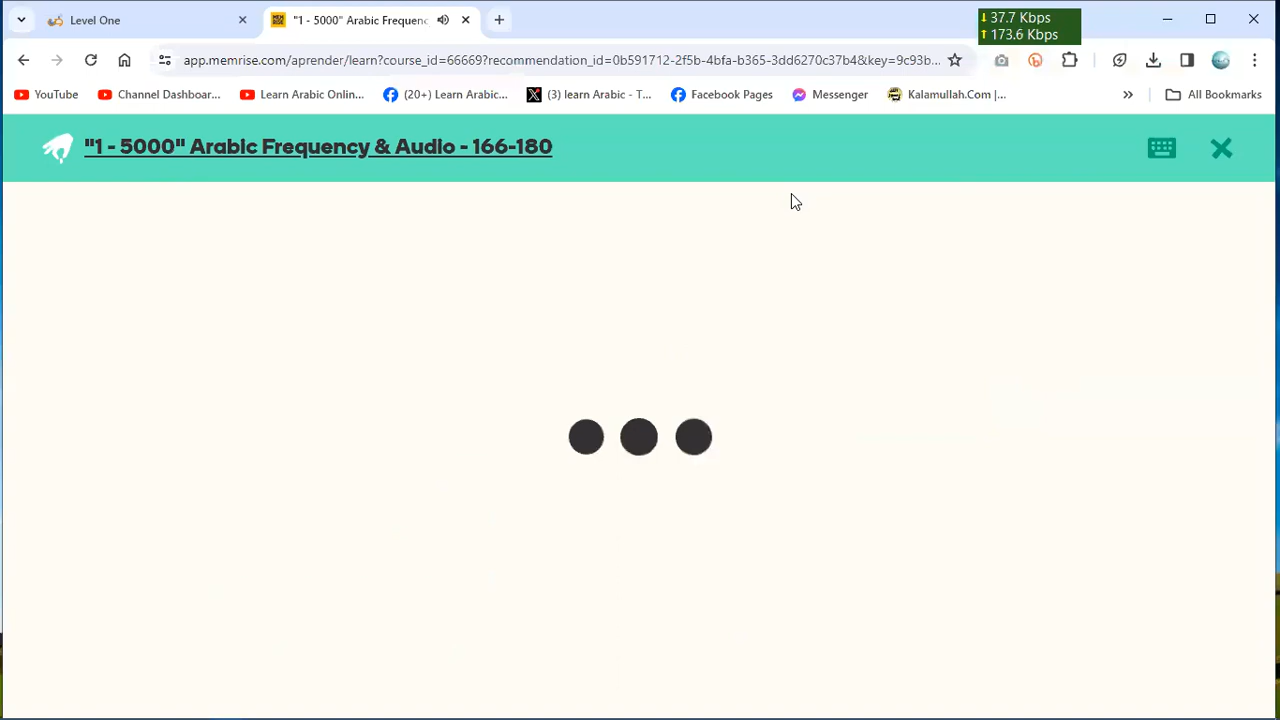 Level One
"1 - 5000" Arabic Frequenc
37.7 Kbps
173.6 Kbps
app.memrise.com/aprender/learn?course_id=66669?recommendation_id=0b591712-2f5b-4bfa-b365-3dd6270c37b4&key=9c93b...
YouTube
Channel Dashboar...
Learn Arabic Onlin...
(20+) Learn Arabic...
(3) learn Arabic - T...
Facebook Pages
Messenger
Kalamullah.Com |...
All Bookmarks
"1 - 5000" Arabic Frequency & Audio - 166-180